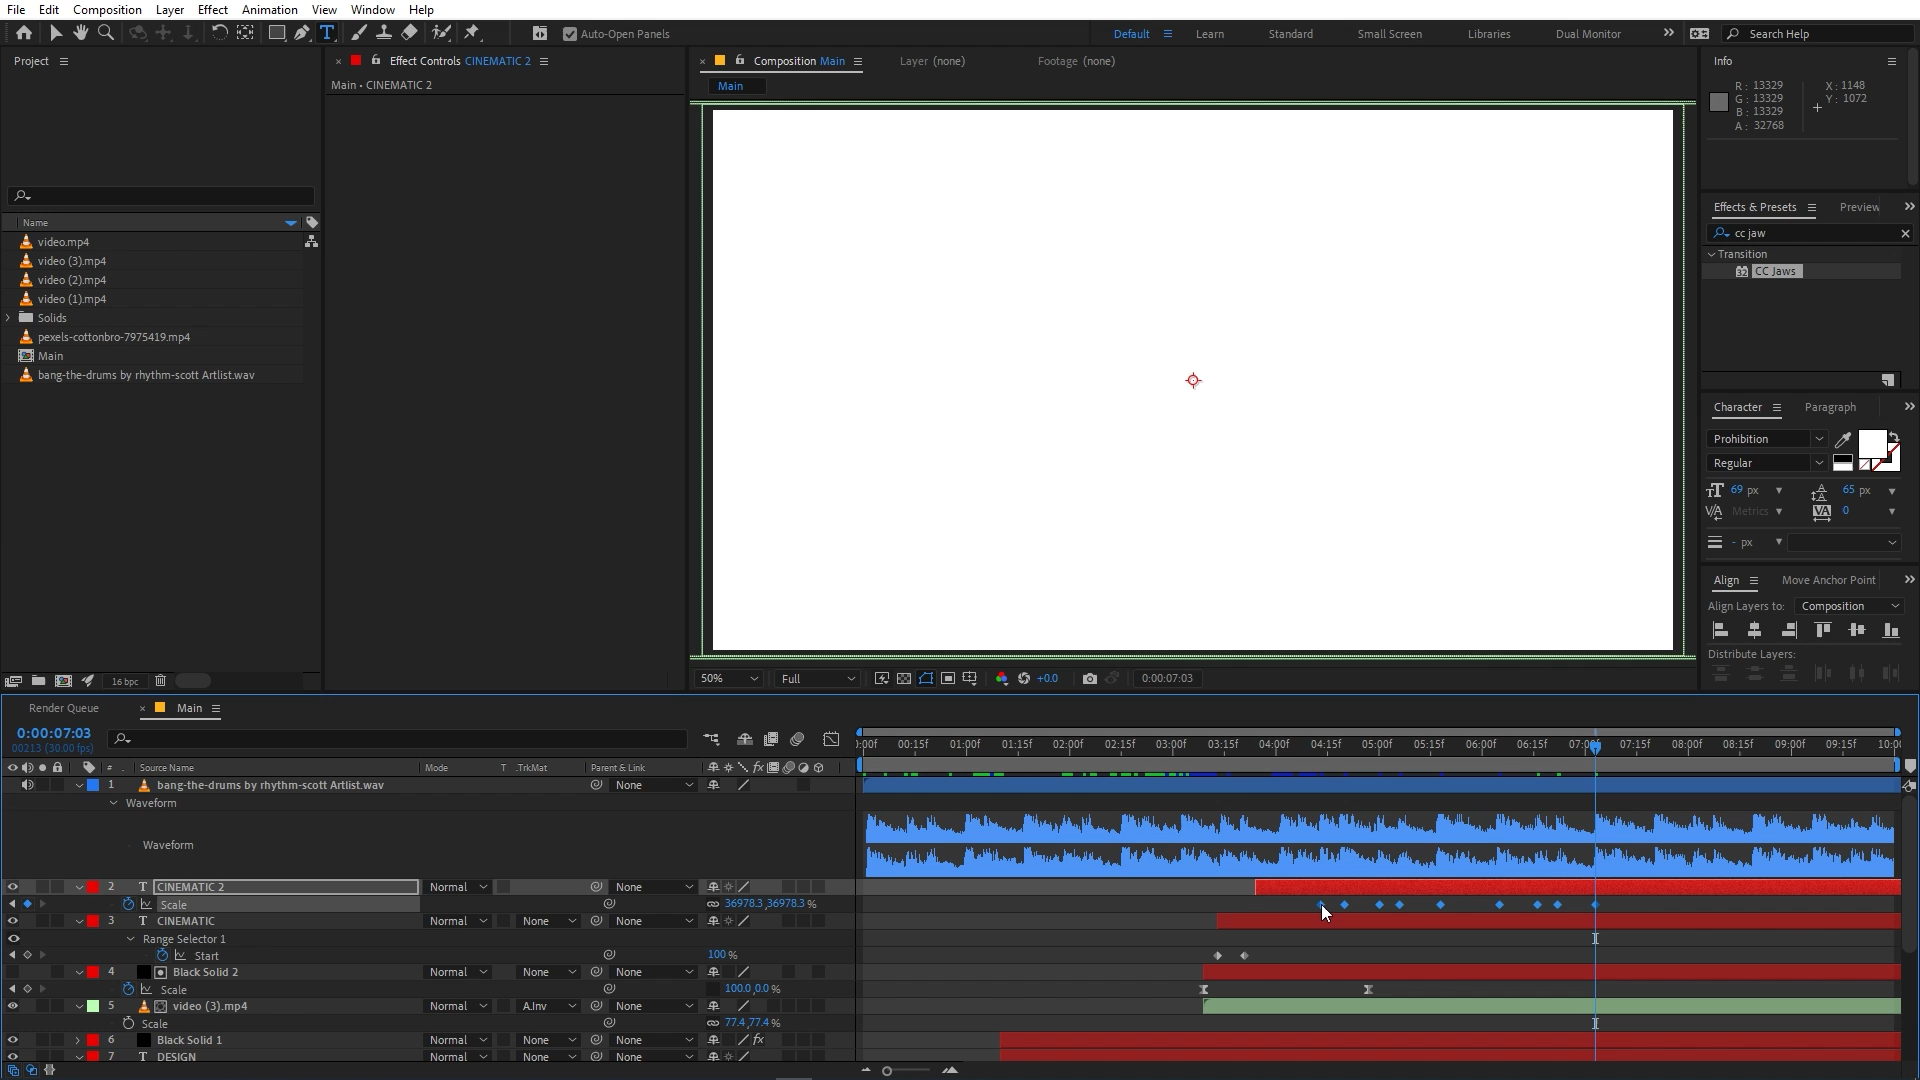 File Edit Composition Layer Effect Animation View Window Help
Auto-Open Panels Default Learn Standard Small Screen Libraries Dual Monitor Search Help
Project
Effect Controls CINEMATIC 2
Main • CINEMATIC 2
Composition Main Layer (none) Footage (none)
Main
Info
R: 13329 X: 1148
G: 13329 Y: 1072
B: 13329
A: 32768
Effects & Presets Preview
cc jaw
Transition
32 CC Jaws
Name
video.mp4
video (3).mp4
video (2).mp4
video (1).mp4
Solids
pexels-cottonbro-7975419.mp4
Main
bang-the-drums by rhythm-scott Artlist.wav
Character Paragraph
Prohibition
Regular
69 px 65 px
Metrics 0
- px
Align Move Anchor Point
Align Layers to: Composition
Distribute Layers:
16 bpc
50% Full +0.0 0:00:07:03
Render Queue Main
0:00:07:03
00213 (30.00 fps)
:00f 00:15f 01:00f 01:15f 02:00f 02:15f 03:00f 03:15f 04:00f 04:15f 05:00f 05:15f 06:00f 06:15f 07:0 07:15f 08:00f 08:15f 09:00f 09:15f 10:0
# Source Name Mode T .TrkMat Parent & Link
1 bang-the-drums by rhythm-scott Artlist.wav None
Waveform
Waveform
2 T CINEMATIC 2 Normal None
Scale 36978.3,36978.3 %
3 T CINEMATIC Normal None None
Range Selector 1
Start 100 %
4 Black Solid 2 Normal None None
Scale 100.0,0.0 %
5 video (3).mp4 Normal A.Inv None
Scale 77.4,77.4 %
6 Black Solid 1 Normal None None fx
7 T DESIGN Normal None None